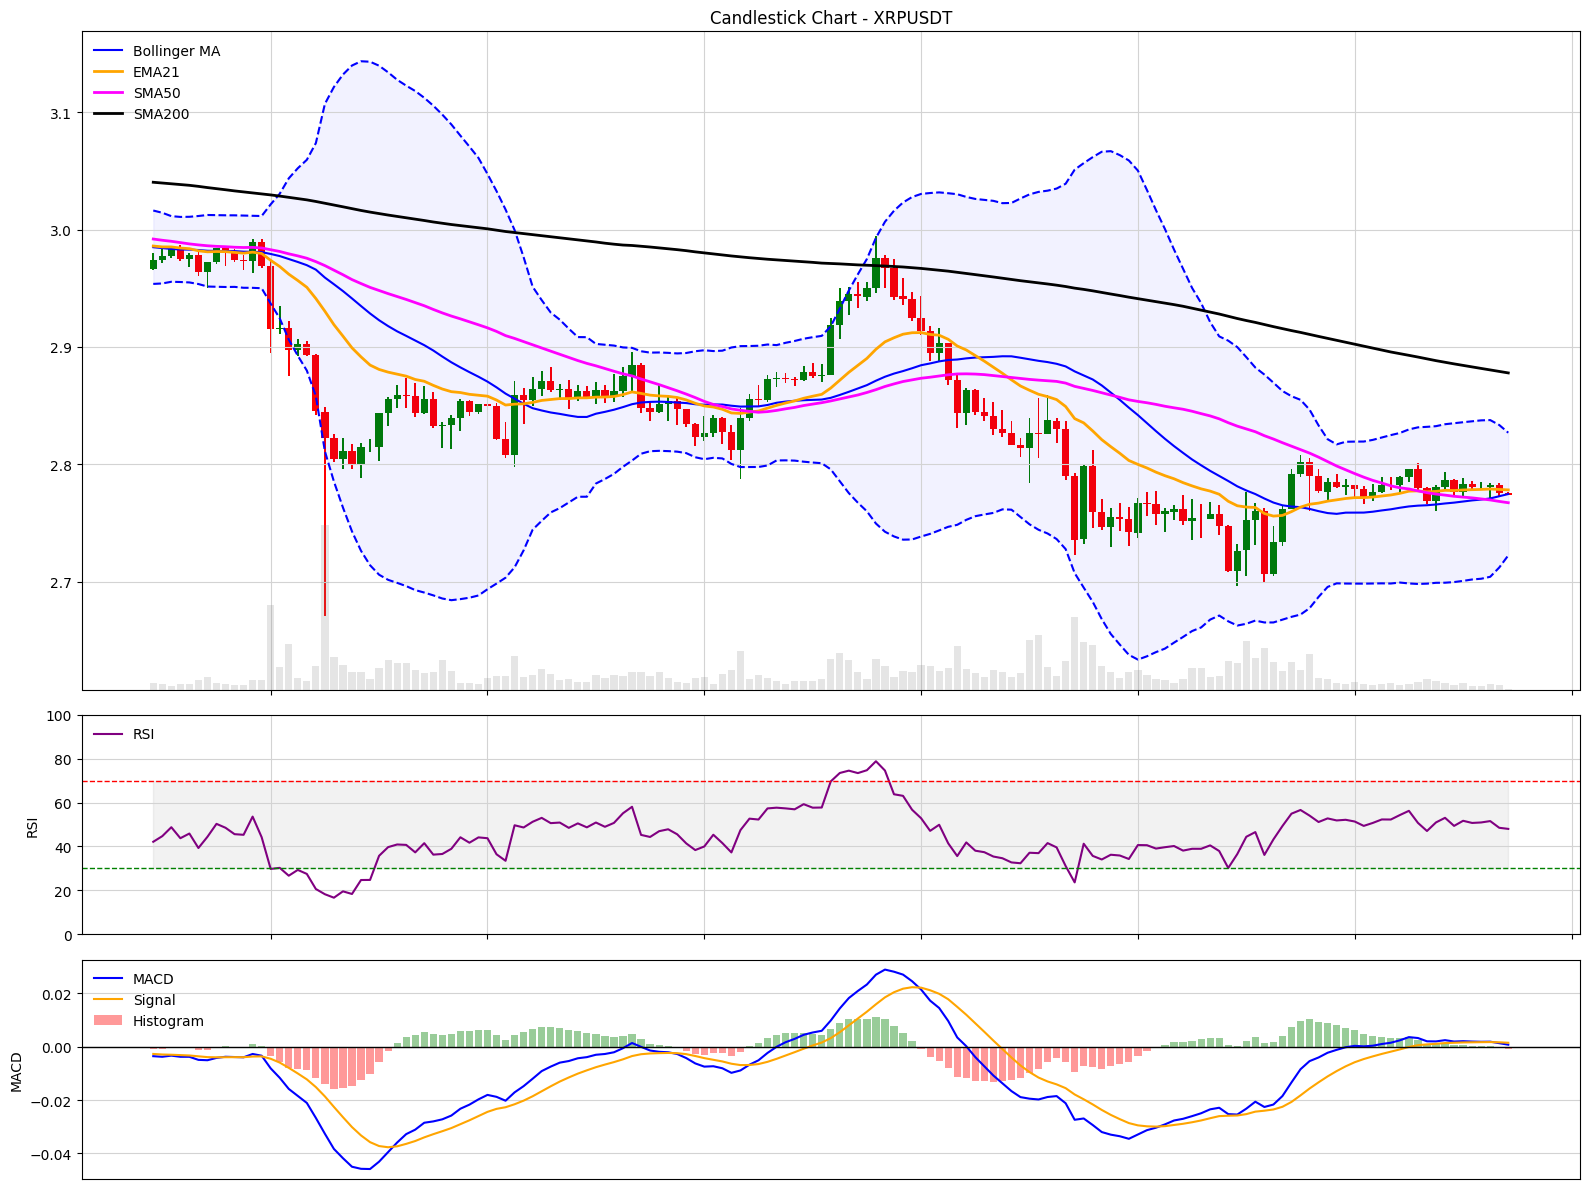 Candlestick Chart - XRPUSDT
Bollinger MA
EMA21
SMA50
SMA200
3.1
3.0
2.9
2.8
2.7
RSI
RSI
100
80
60
40
20
0
MACD
MACD
Signal
Histogram
0.02
0.00
−0.02
−0.04